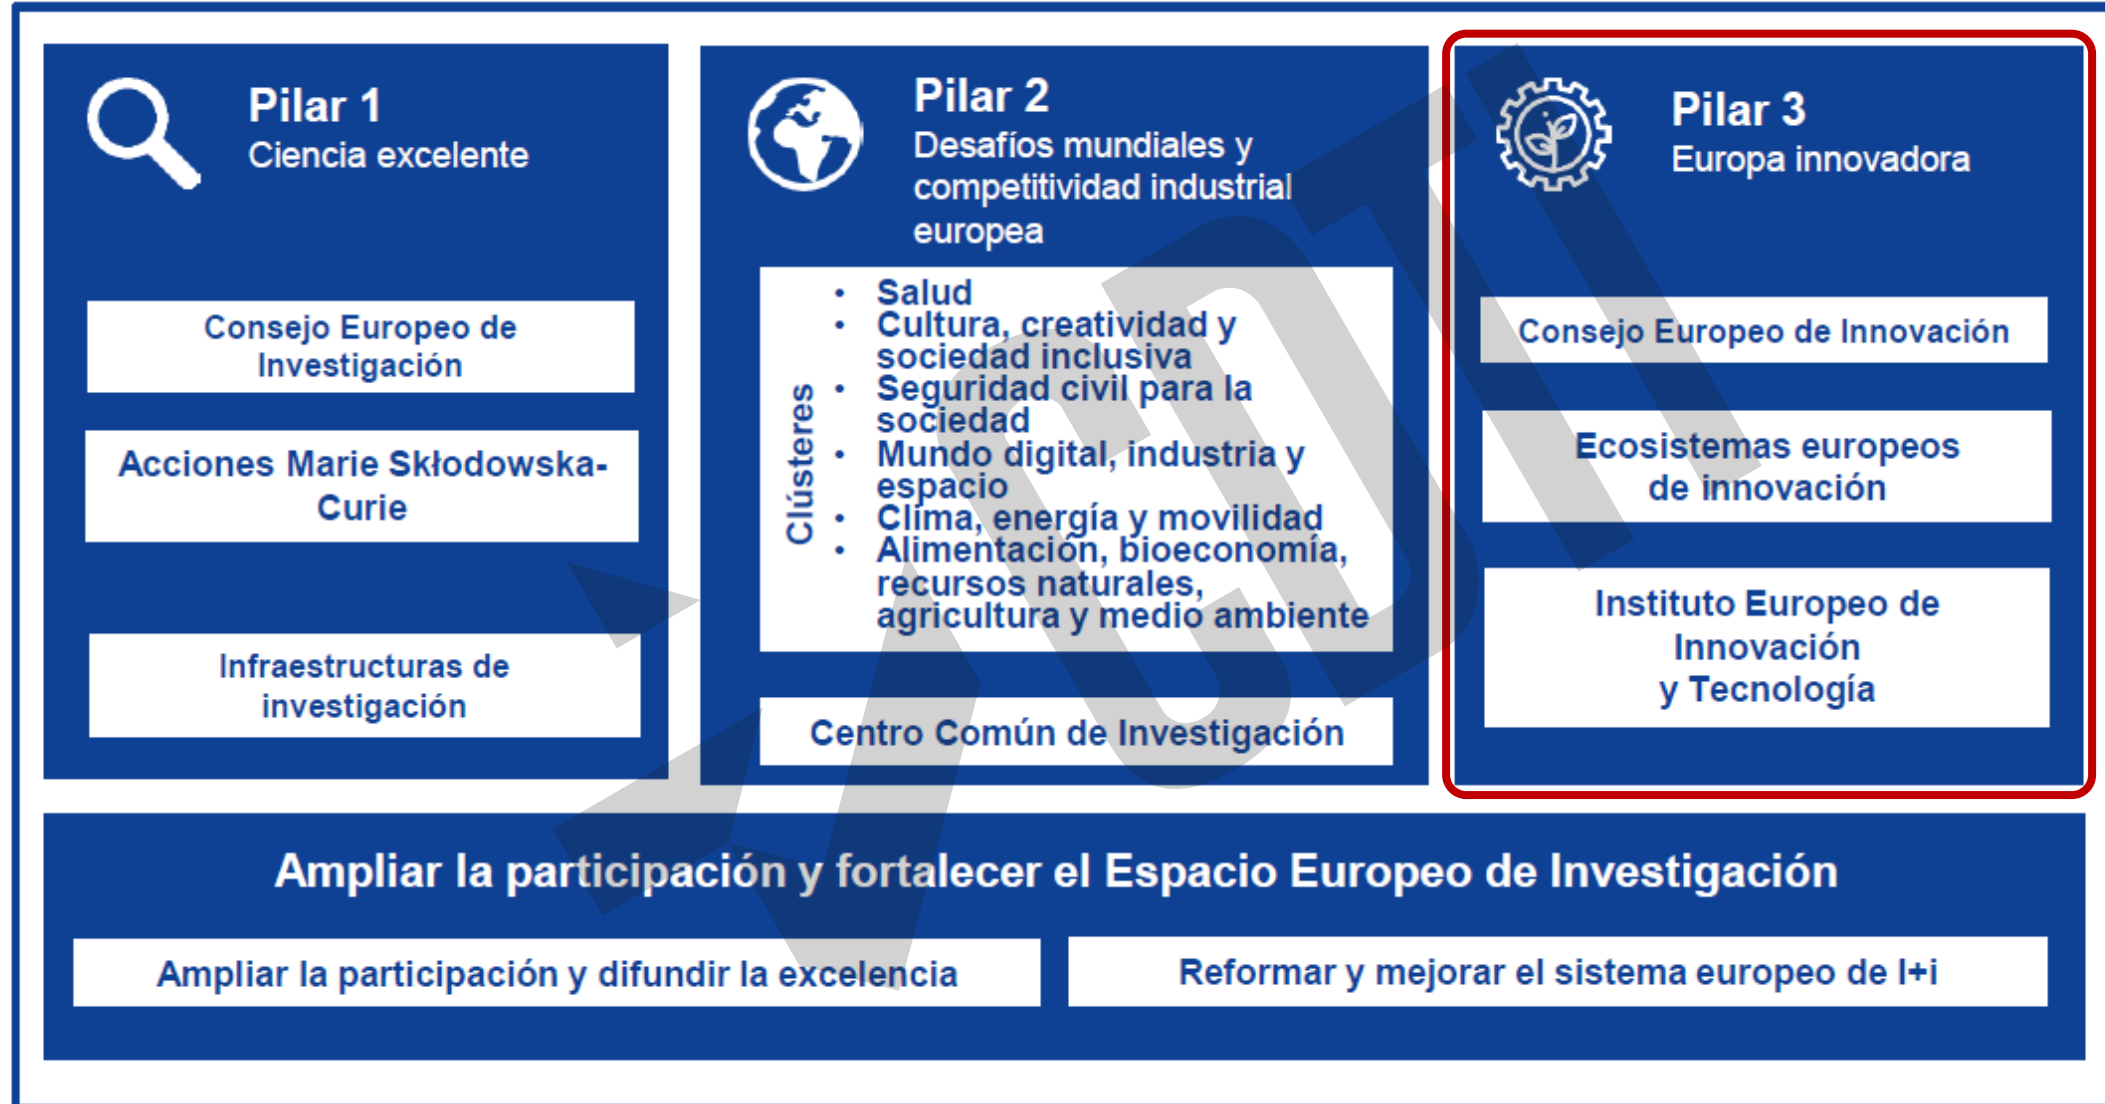 Pilar 1
Ciencia excelente
Consejo Europeo de
Investigación
Acciones Marie Skłodowska-
Curie
Infraestructuras de
investigación
Pilar 2
Desafíos mundiales y
competitividad industrial
europea
Clústeres
• Salud
• Cultura, creatividad y
sociedad inclusiva
• Seguridad civil para la
sociedad
• Mundo digital, industria y
espacio
• Clima, energía y movilidad
• Alimentación, bioeconomía,
recursos naturales,
agricultura y medio ambiente
Centro Común de Investigación
Pilar 3
Europa innovadora
Consejo Europeo de Innovación
Ecosistemas europeos
de innovación
Instituto Europeo de
Innovación
y Tecnología
Ampliar la participación y fortalecer el Espacio Europeo de Investigación
Ampliar la participación y difundir la excelencia
Reformar y mejorar el sistema europeo de I+i
CDTI